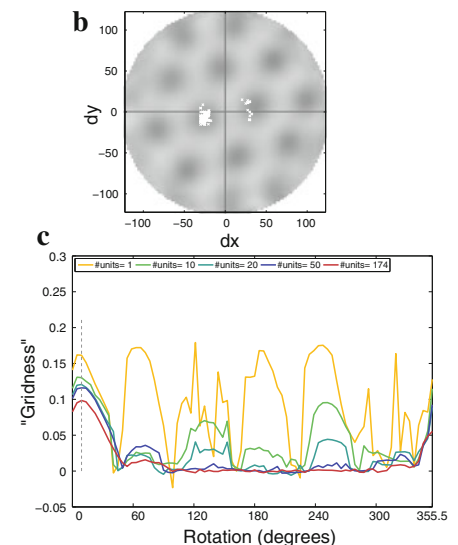 b
100
50
0
−50
−100
dy
−100 −50 0 50 100
dx
c
#units= 1 #units= 10 #units= 20 #units= 50 #units= 174
0.3
0.2
0.15
0.1
0.05
0
−0.05
"Gridness"
0 60 120 180 240 300 355.5
Rotation (degrees)